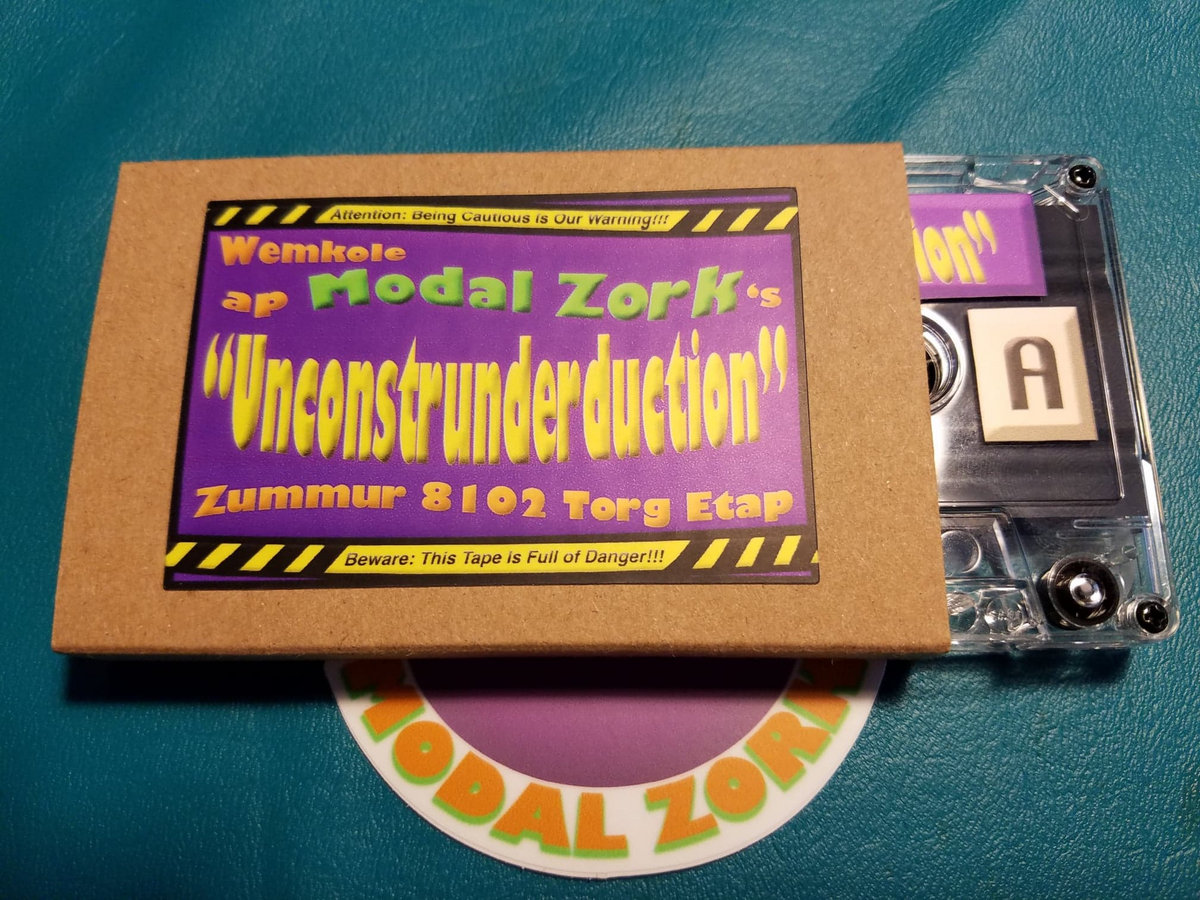 Attention: Being Cautious is Our Warning!!!
Wemkole
ap Modal Zork's
“Unconstrunderduction”
Zummur 8102 Torg Etap
Beware: This Tape is Full of Danger!!!
tion”
A
MODAL ZORK